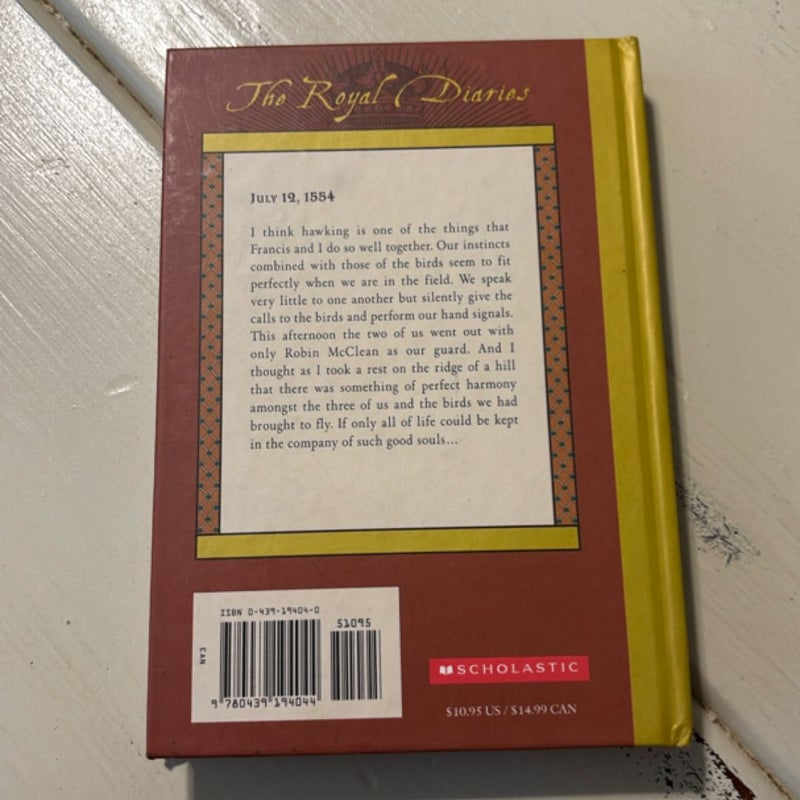 The Royal Diaries
July 12, 1554
I think hawking is one of the things that
Francis and I do so well together. Our instincts
combined with those of the birds seem to fit
perfectly when we are in the field. We speak
very little to one another but silently give the
calls to the birds and perform our hand signals.
This afternoon the two of us went out with
only Robin McClean as our guard. And I
thought as I took a rest on the ridge of a hill
that there was something of perfect harmony
amongst the three of us and the birds we had
brought to fly. If only all of life could be kept
in the company of such good souls...
ISBN 0-439-19404-0
51095
CAN
9 780439 194044
SCHOLASTIC
$10.95 US / $14.99 CAN